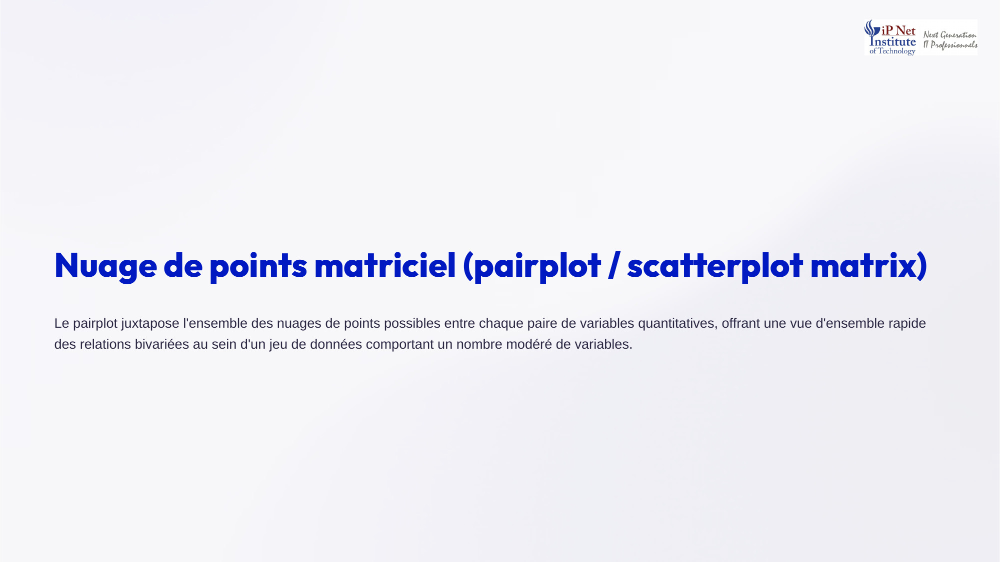 iP Net
Institute
of Technology
Next Generation
IT Professionnels
Nuage de points matriciel (pairplot / scatterplot matrix)
Le pairplot juxtapose l'ensemble des nuages de points possibles entre chaque paire de variables quantitatives, offrant une vue d'ensemble rapide
des relations bivariées au sein d'un jeu de données comportant un nombre modéré de variables.